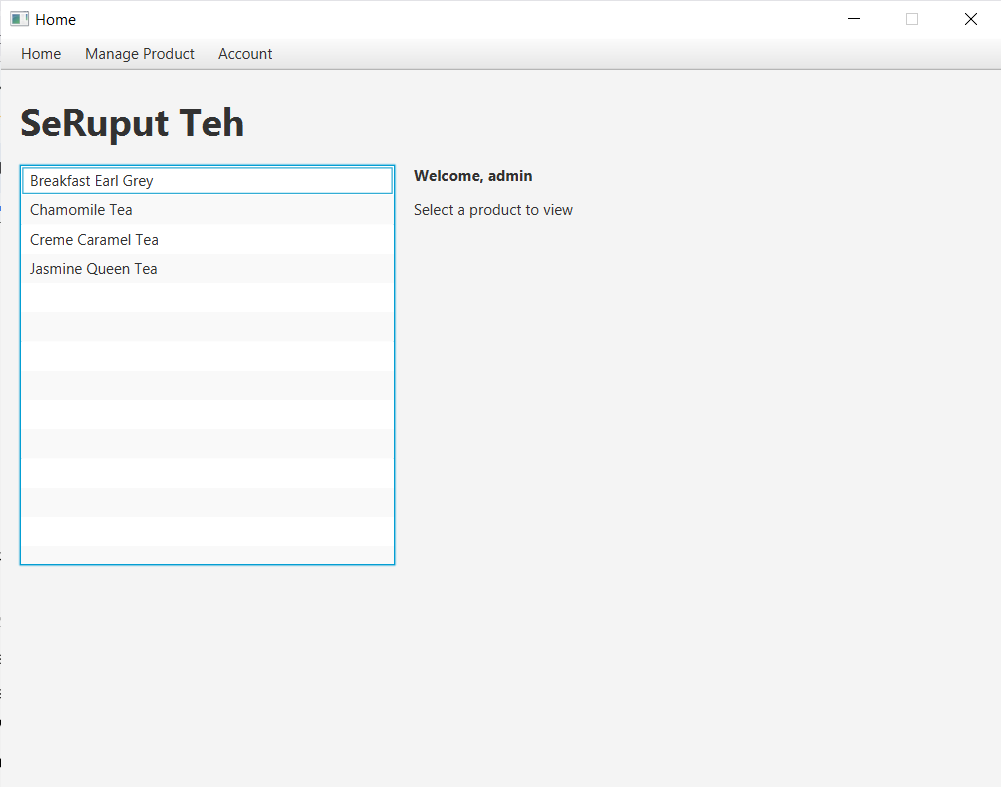 Home
Home Manage Product Account
SeRuput Teh
Breakfast Earl Grey
Chamomile Tea
Creme Caramel Tea
Jasmine Queen Tea
Welcome, admin
Select a product to view